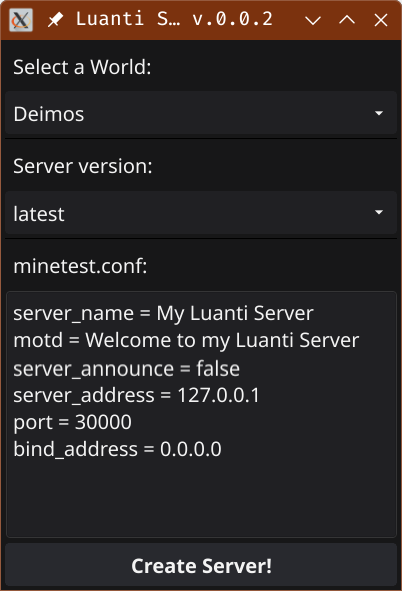 Luanti S… v.0.0.2
Select a World:
Deimos
Server version:
latest
minetest.conf:
server_name = My Luanti Server
motd = Welcome to my Luanti Server
server_announce = false
server_address = 127.0.0.1
port = 30000
bind_address = 0.0.0.0
Create Server!